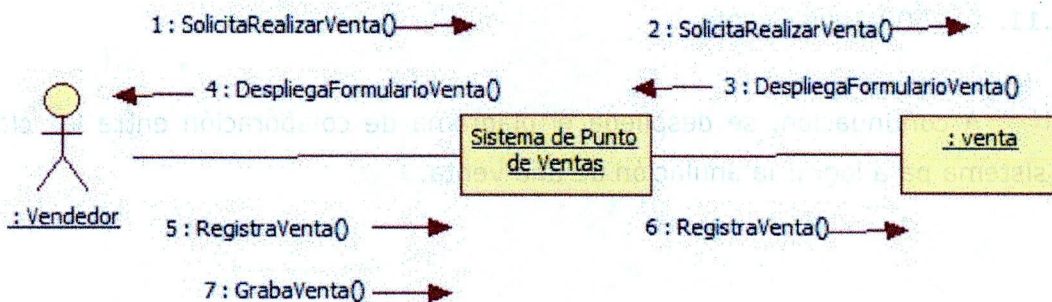 1 : SolicitaRealizarVenta()
2 : SolicitaRealizarVenta()
4 : DespliegaFormularioVenta()
3 : DespliegaFormularioVenta()
Sistema de Punto
de Ventas
: venta
: Vendedor
5 : RegistraVenta()
6 : RegistraVenta()
7 : GrabaVenta()